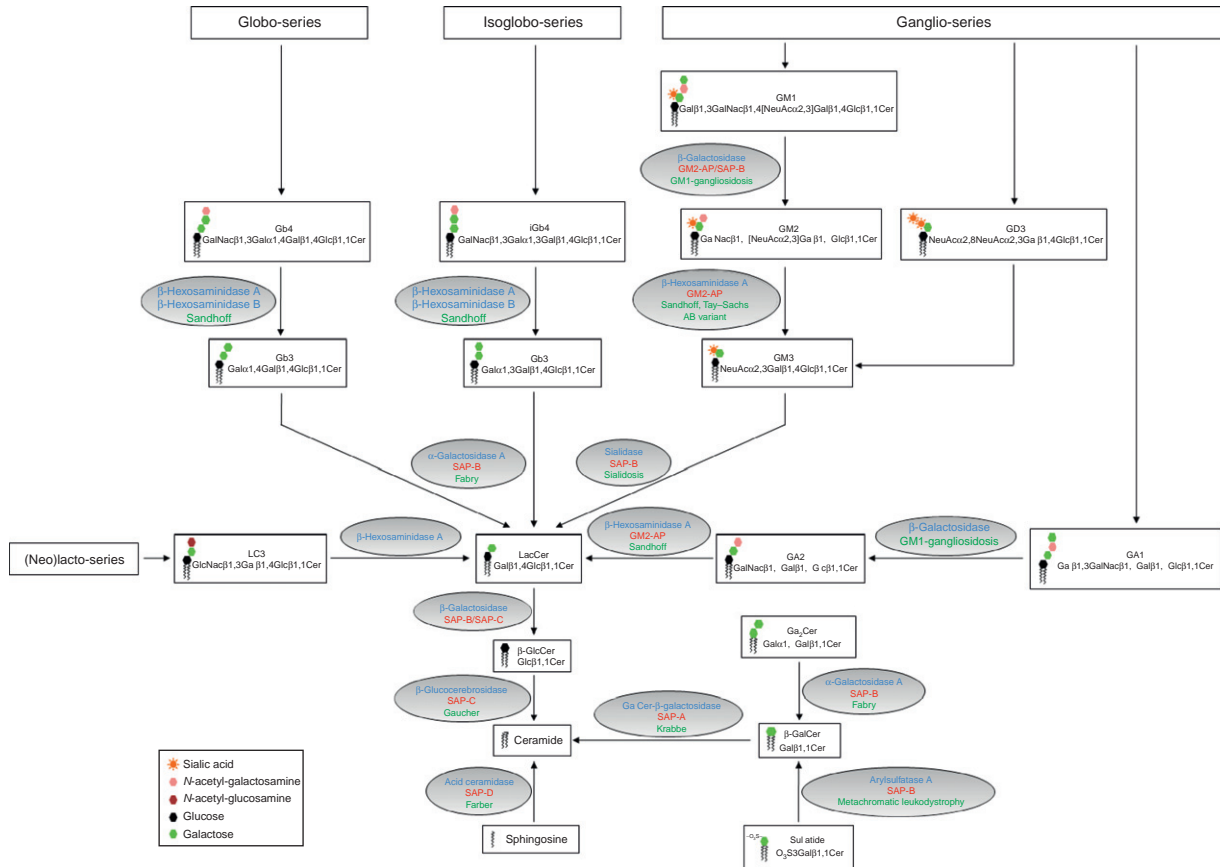 Globo-series
Isoglobo-series
Ganglio-series
GM1
Galβ1,3GalNacβ1,4[NeuAcα2,3]Galβ1,4Glcβ1,1Cer
β-Galactosidase
GM2-AP/SAP-B
GM1-gangliosidosis
Gb4
GalNacβ1,3Galα1,4Galβ1,4Glcβ1,1Cer
iGb4
GalNacβ1,3Galα1,3Galβ1,4Glcβ1,1Cer
GM2
Ga Nacβ1, [NeuAcα2,3]Ga β1, Glcβ1,1Cer
GD3
NeuAcα2,8NeuAcα2,3Ga β1,4Glcβ1,1Cer
β-Hexosaminidase A
β-Hexosaminidase B
Sandhoff
β-Hexosaminidase A
β-Hexosaminidase B
Sandhoff
β-Hexosaminidase A
GM2-AP
Sandhoff, Tay–Sachs
AB variant
Gb3
Galα1,4Galβ1,4Glcβ1,1Cer
Gb3
Galα1,3Galβ1,4Glcβ1,1Cer
GM3
NeuAcα2,3Galβ1,4Glcβ1,1Cer
α-Galactosidase A
SAP-B
Fabry
Sialidase
SAP-B
Sialidosis
(Neo)lacto-series
LC3
GlcNacβ1,3Ga β1,4Glcβ1,1Cer
β-Hexosaminidase A
LacCer
Galβ1,4Glcβ1,1Cer
β-Hexosaminidase A
GM2-AP
Sandhoff
GA2
GalNacβ1, Galβ1, G cβ1,1Cer
β-Galactosidase
GM1-gangliosidosis
GA1
Ga β1,3GalNacβ1, Galβ1, Glcβ1,1Cer
β-Galactosidase
SAP-B/SAP-C
β-GlcCer
Glcβ1,1Cer
Ga₂Cer
Galα1, Galβ1,1Cer
β-Glucocerebrosidase
SAP-C
Gaucher
Ga Cer-β-galactosidase
SAP-A
Krabbe
α-Galactosidase A
SAP-B
Fabry
Ceramide
β-GalCer
Galβ1,1Cer
Acid ceramidase
SAP-D
Farber
Arylsulfatase A
SAP-B
Metachromatic leukodystrophy
Sphingosine
⁻O₃S
Sul atide
O₃S3Galβ1,1Cer
Sialic acid
N-acetyl-galactosamine
N-acetyl-glucosamine
Glucose
Galactose